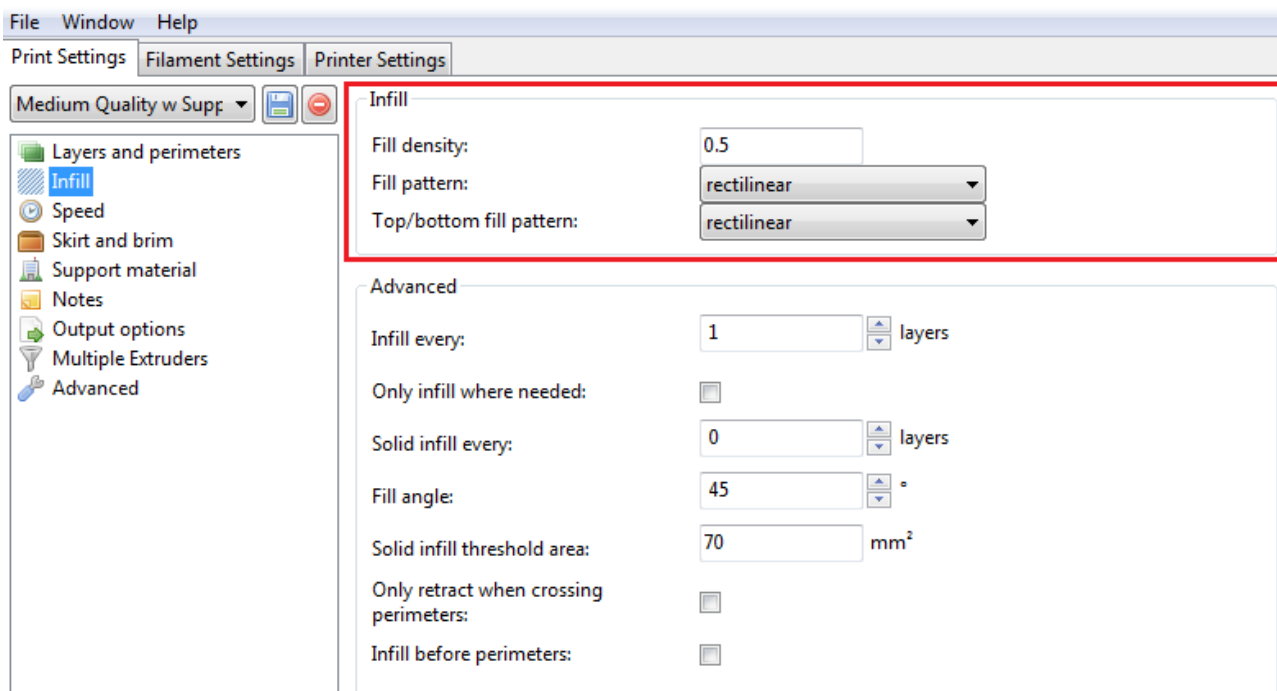 File Window Help
Print Settings Filament Settings Printer Settings
Medium Quality w Supp
Layers and perimeters
Infill
Speed
Skirt and brim
Support material
Notes
Output options
Multiple Extruders
Advanced
Infill
Fill density: 0.5
Fill pattern: rectilinear
Top/bottom fill pattern: rectilinear
Advanced
Infill every: 1 layers
Only infill where needed:
Solid infill every: 0 layers
Fill angle: 45 °
Solid infill threshold area: 70 mm²
Only retract when crossing
perimeters:
Infill before perimeters: